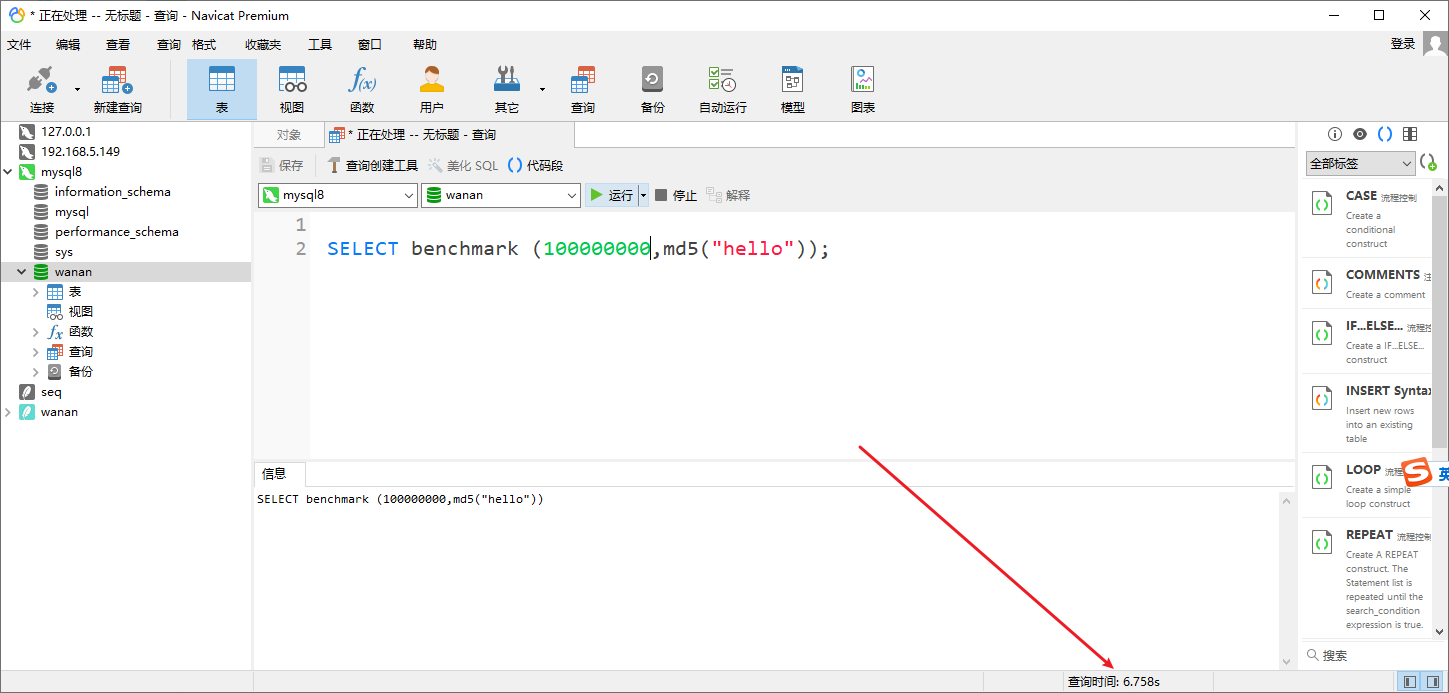 * 正在处理 -- 无标题 - 查询 - Navicat Premium
文件 编辑 查看 查询 格式 收藏夹 工具 窗口 帮助 登录
连接 新建查询 表 视图 函数 用户 其它 查询 备份 自动运行 模型 图表
127.0.0.1
192.168.5.149
mysql8
information_schema
mysql
performance_schema
sys
wanan
表
视图
函数
查询
备份
seq
wanan
对象 * 正在处理 -- 无标题 - 查询
保存 查询创建工具 美化 SQL 代码段
mysql8 wanan 运行 停止 解释
1
2 SELECT benchmark (100000000,md5("hello"));
信息
SELECT benchmark (100000000,md5("hello"))
查询时间: 6.758s
全部标签
CASE 流程控制
Create a
conditional
construct
COMMENTS 注
Create a comment
IF...ELSE... 流程控
Create a IF...ELSE...
construct
INSERT Syntax
Insert new rows
into an existing
table
LOOP 流程
Create a simple
loop construct
REPEAT 流程控制
Create A REPEAT
construct. The
Statement list is
repeated until the
search_condition
expression is true.
搜索
英